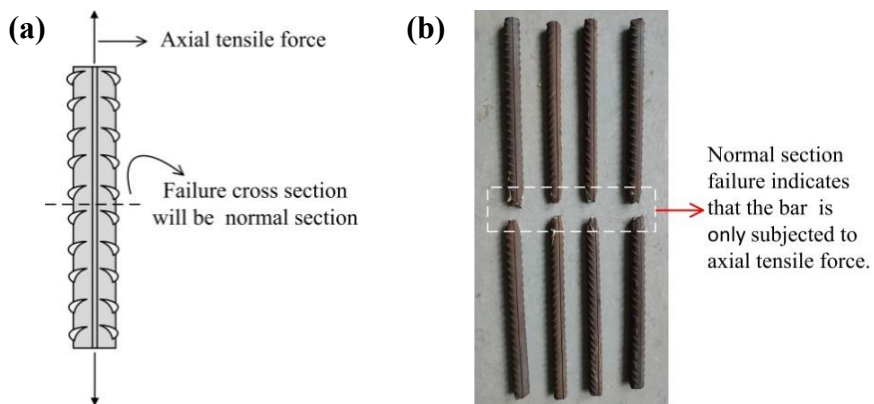 (a)
Axial tensile force
Failure cross section
will be normal section
(b)
Normal section
failure indicates
that the bar is
only subjected to
axial tensile force.